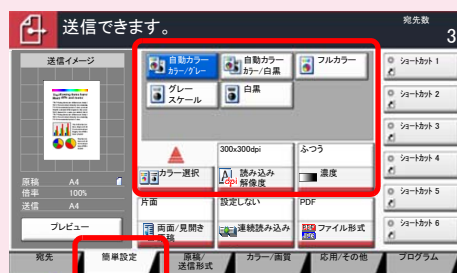 送信できます。
宛先数
3
送信イメージ
原稿 A4
倍率 100%
送信 A4
プレビュー
自動カラー
カラー/グレー
自動カラー
カラー/白黒
フルカラー
グレー
スケール
白黒
カラー選択
300x300dpi
dpi
読み込み
解像度
ふつう
濃度
片面
両面/見開き
原稿
設定しない
連続読み込み
PDF
ファイル形式
ショートカット 1
ショートカット 2
ショートカット 3
ショートカット 4
ショートカット 5
ショートカット 6
宛先
簡単設定
原稿/
送信形式
カラー/画質
応用/その他
プログラム